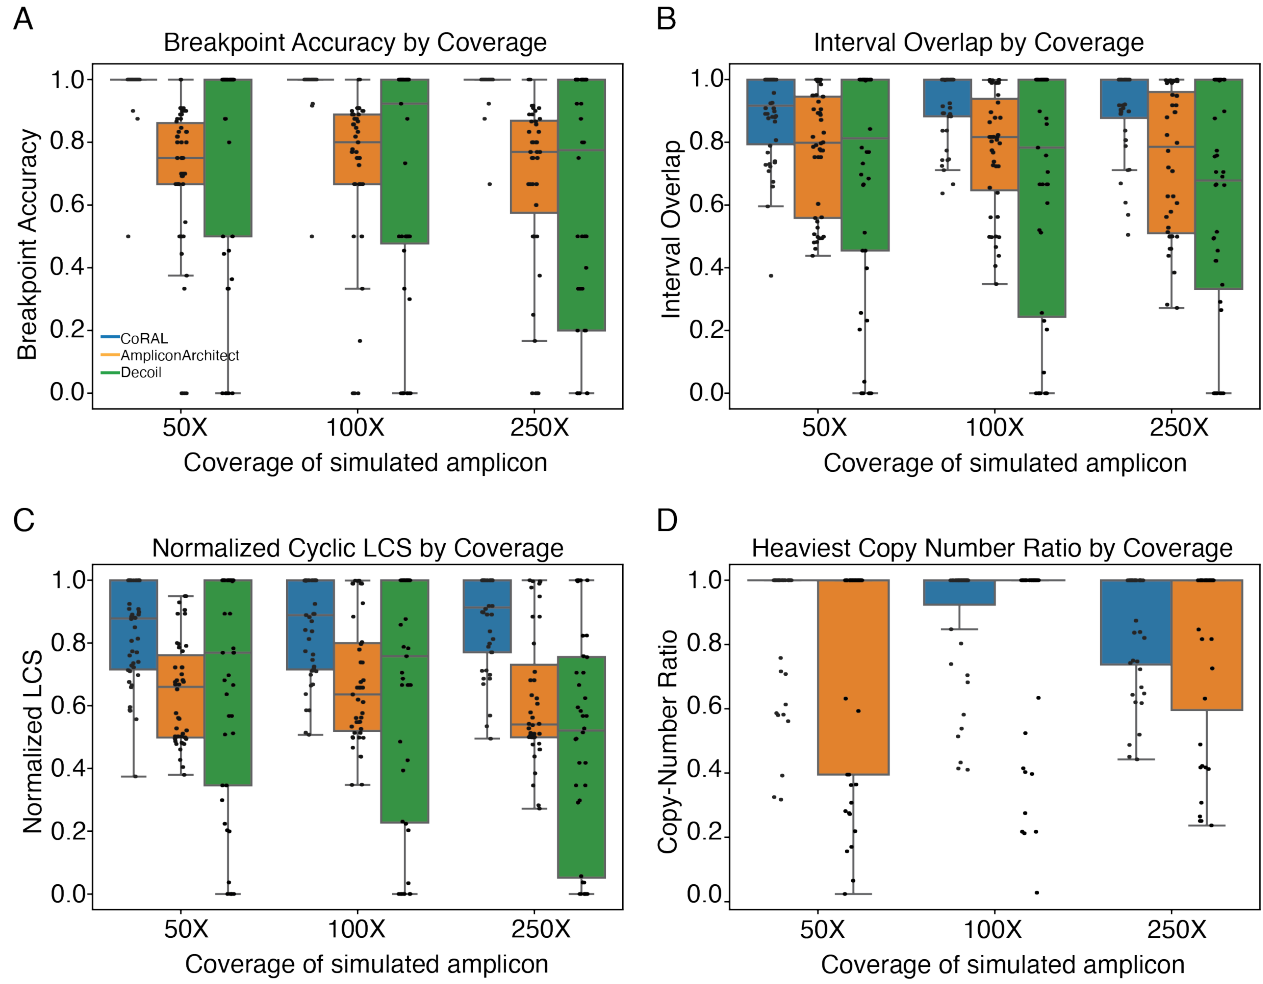 A
Breakpoint Accuracy by Coverage
Breakpoint Accuracy
1.0
0.8
0.6
0.4
0.2
0.0
CoRAL
AmpliconArchitect
Decoil
50X
100X
250X
Coverage of simulated amplicon
B
Interval Overlap by Coverage
Interval Overlap
1.0
0.8
0.6
0.4
0.2
0.0
50X
100X
250X
Coverage of simulated amplicon
C
Normalized Cyclic LCS by Coverage
Normalized LCS
1.0
0.8
0.6
0.4
0.2
0.0
50X
100X
250X
Coverage of simulated amplicon
D
Heaviest Copy Number Ratio by Coverage
Copy-Number Ratio
1.0
0.8
0.6
0.4
0.2
0.0
50X
100X
250X
Coverage of simulated amplicon